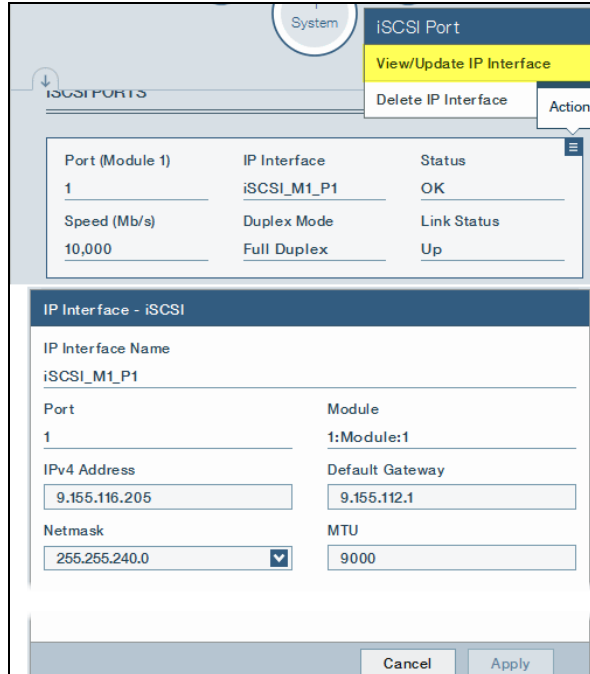 System
iSCSI Port
View/Update IP Interface
Delete IP Interface
Action
iSCSI PORTS
Port (Module 1) IP Interface Status
1 iSCSI_M1_P1 OK
Speed (Mb/s) Duplex Mode Link Status
10,000 Full Duplex Up
IP Interface - iSCSI
IP Interface Name
iSCSI_M1_P1
Port Module
1 1:Module:1
IPv4 Address Default Gateway
9.155.116.205 9.155.112.1
Netmask MTU
255.255.240.0 9000
Cancel Apply